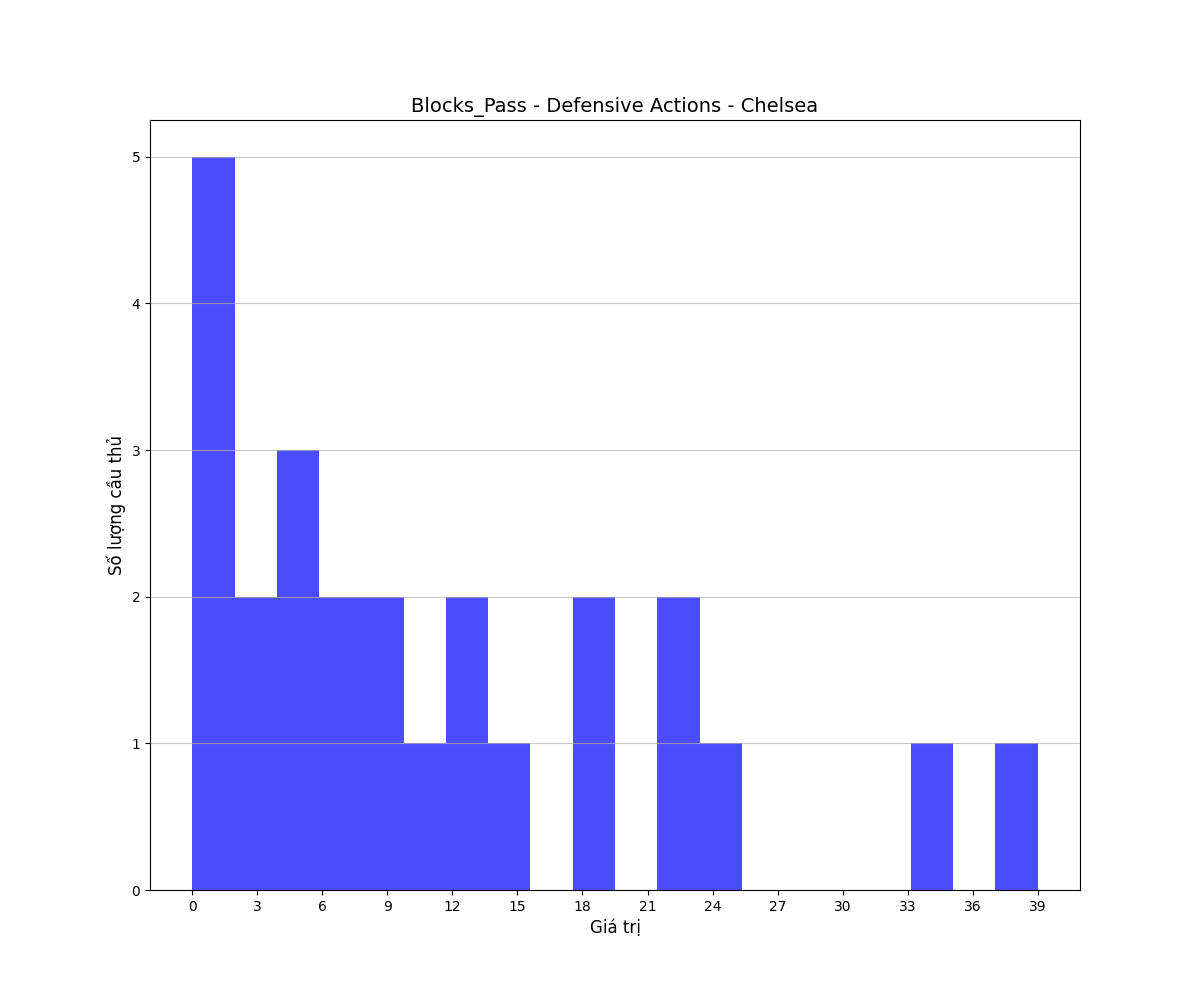 Blocks_Pass - Defensive Actions - Chelsea
5
4
3
2
1
0
Số lượng cầu thủ
0 3 6 9 12 15 18 21 24 27 30 33 36 39
Giá trị